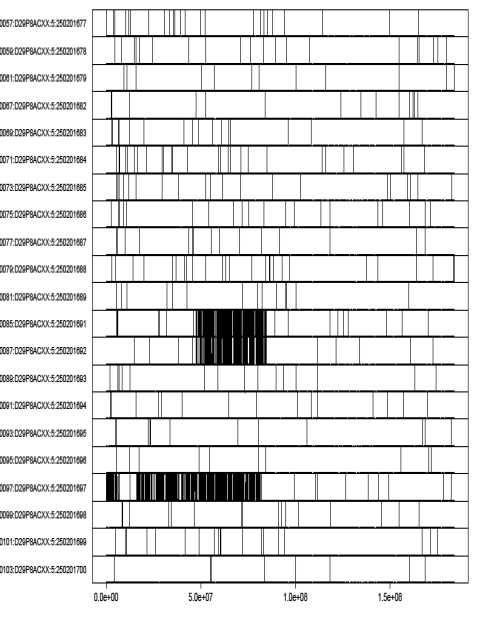 0057:D29P8ACXX:5:250201677
0059:D29P8ACXX:5:250201678
0061:D29P8ACXX:5:250201679
0067:D29P8ACXX:5:250201682
0069:D29P8ACXX:5:250201683
0071:D29P8ACXX:5:250201684
0073:D29P8ACXX:5:250201685
0075:D29P8ACXX:5:250201686
0077:D29P8ACXX:5:250201687
0079:D29P8ACXX:5:250201688
0081:D29P8ACXX:5:250201689
0085:D29P8ACXX:5:250201691
0087:D29P8ACXX:5:250201692
0089:D29P8ACXX:5:250201693
0091:D29P8ACXX:5:250201694
0093:D29P8ACXX:5:250201695
0095:D29P8ACXX:5:250201696
0097:D29P8ACXX:5:250201697
0099:D29P8ACXX:5:250201698
0101:D29P8ACXX:5:250201699
0103:D29P8ACXX:5:250201700
0.0e+00 5.0e+07 1.0e+08 1.5e+08